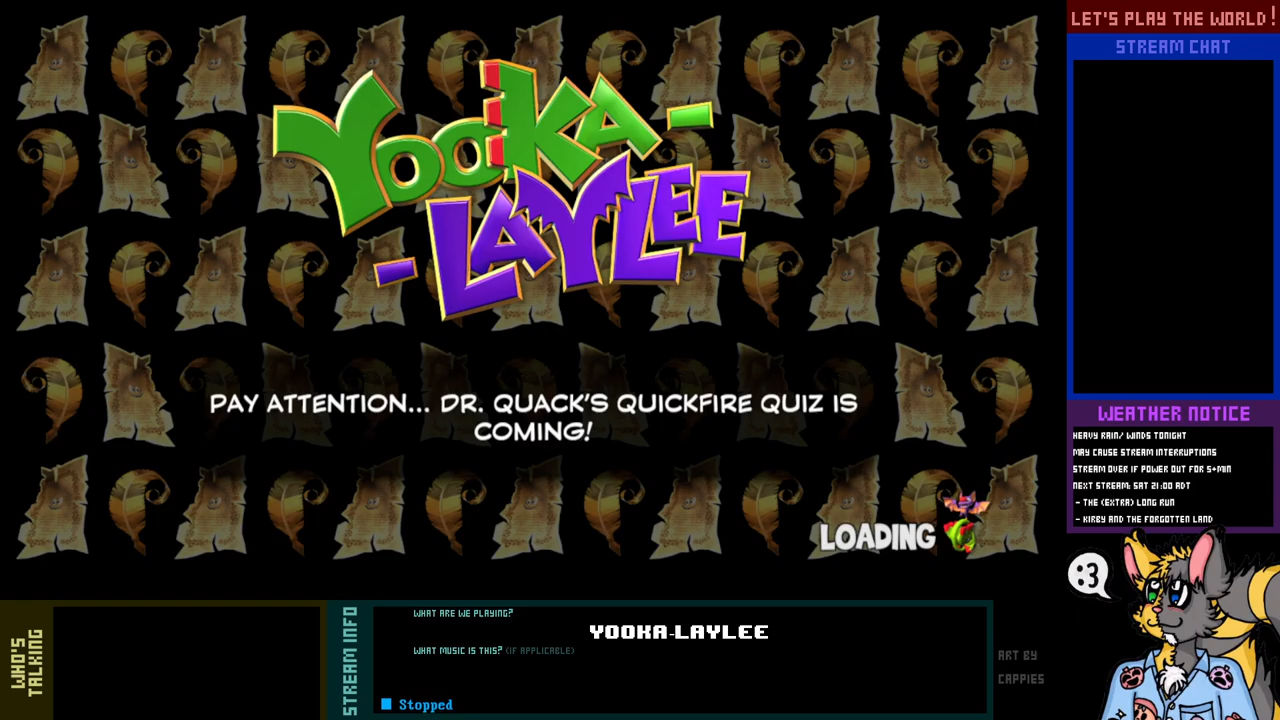 LET'S PLAY THE WORLD!
STREAM CHAT
YOOKA-
-LAYLEE
PAY ATTENTION... DR. QUACK'S QUICKFIRE QUIZ IS
COMING!
LOADING
WEATHER NOTICE
HEAVY RAIN/ WINDS TONIGHT
MAY CAUSE STREAM INTERRUPTIONS
STREAM OVER IF POWER OUT FOR 5+MIN
NEXT STREAM: SAT 21:00 ADT
- THE (EXTRA) LONG RUN
- KIRBY AND THE FORGOTTEN LAND
:3
WHO'S
TALKING
STREAM INFO
WHAT ARE WE PLAYING?
YOOKA-LAYLEE
WHAT MUSIC IS THIS? (IF APPLICABLE)
Stopped
ART BY
CAPPIES